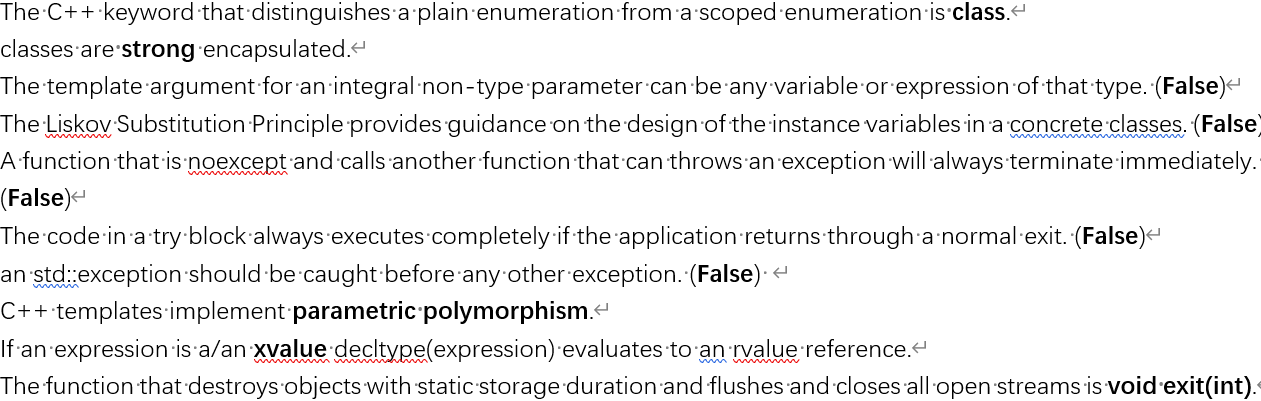 The C++ keyword that distinguishes a plain enumeration from a scoped enumeration is class.
classes are strong encapsulated.
The template argument for an integral non-type parameter can be any variable or expression of that type. (False)
The Liskov Substitution Principle provides guidance on the design of the instance variables in a concrete classes. (False)
A function that is noexcept and calls another function that can throws an exception will always terminate immediately.
(False)
The code in a try block always executes completely if the application returns through a normal exit. (False)
an std::exception should be caught before any other exception. (False)
C++ templates implement parametric polymorphism.
If an expression is a/an xvalue decltype(expression) evaluates to an rvalue reference.
The function that destroys objects with static storage duration and flushes and closes all open streams is void exit(int).